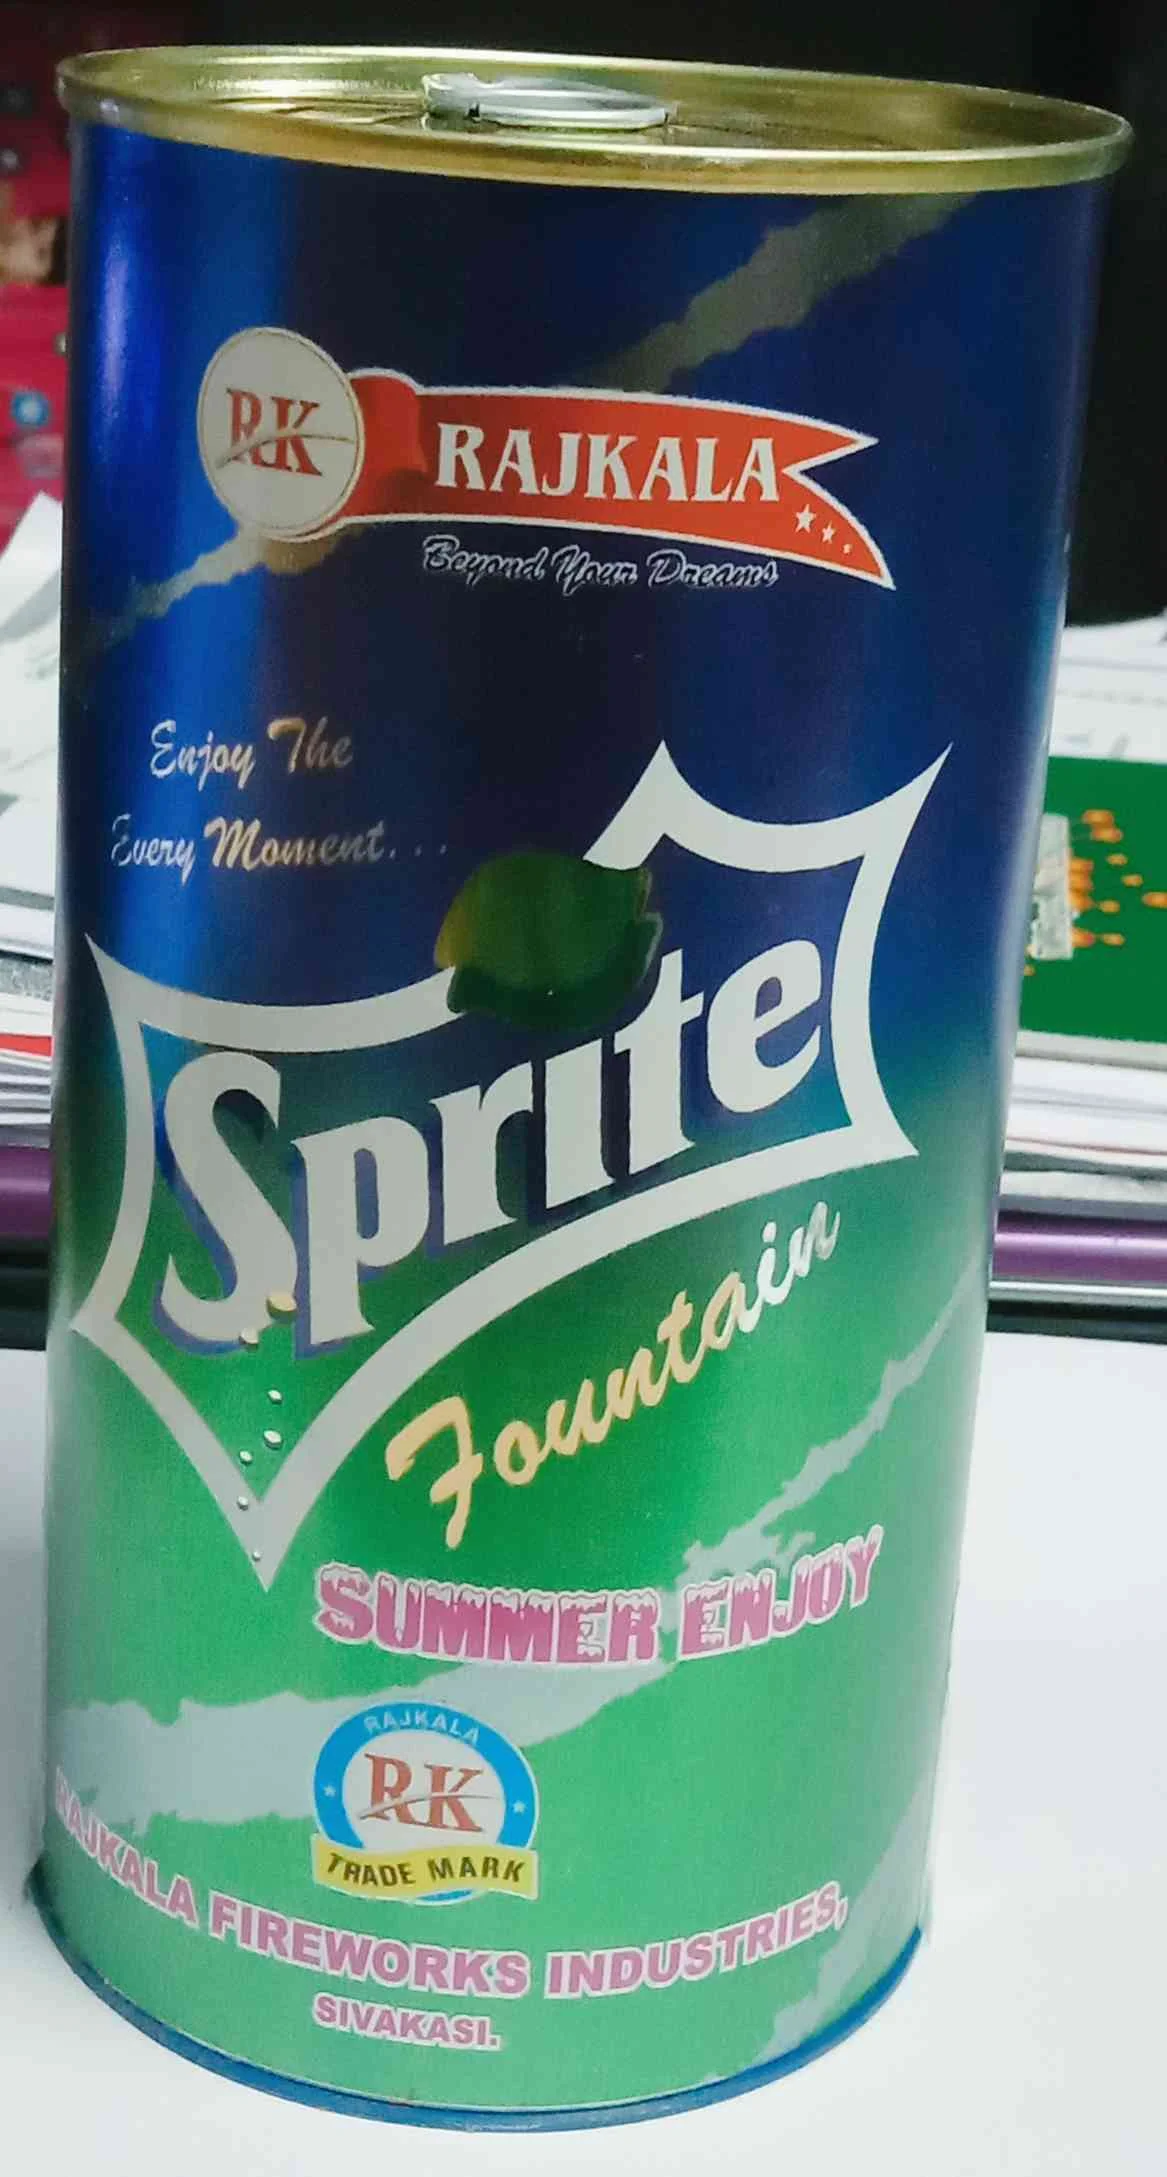 RK
RAJKALA
Beyond Your Dreams
Enjoy The
Every Moment...
Sprite
Fountain
SUMMER ENJOY
RAJKALA
RK
TRADE MARK
RAJKALA FIREWORKS INDUSTRIES,
SIVAKASI.